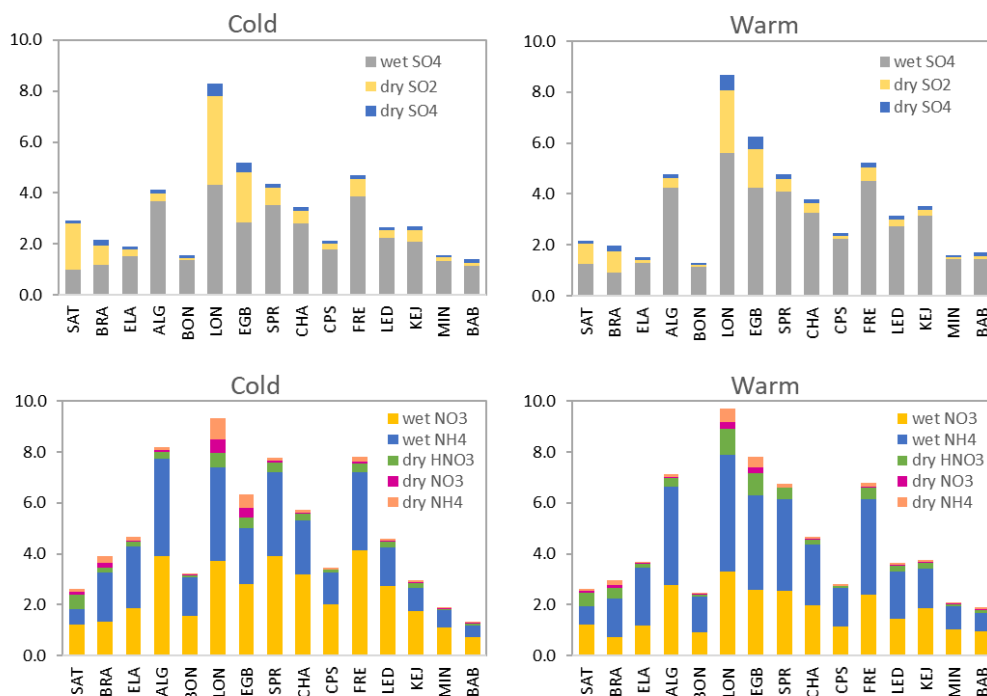 Cold
10.0
8.0
6.0
4.0
2.0
0.0
wet SO4
dry SO2
dry SO4
SAT BRA ELA ALG BON LON EGB SPR CHA CPS FRE LED KEJ MIN BAB
Warm
10.0
8.0
6.0
4.0
2.0
0.0
wet SO4
dry SO2
dry SO4
SAT BRA ELA ALG BON LON EGB SPR CHA CPS FRE LED KEJ MIN BAB
Cold
10.0
8.0
6.0
4.0
2.0
0.0
wet NO3
wet NH4
dry HNO3
dry NO3
dry NH4
SAT BRA ELA ALG BON LON EGB SPR CHA CPS FRE LED KEJ MIN BAB
Warm
10.0
8.0
6.0
4.0
2.0
0.0
wet NO3
wet NH4
dry HNO3
dry NO3
dry NH4
SAT BRA ELA ALG BON LON EGB SPR CHA CPS FRE LED KEJ MIN BAB